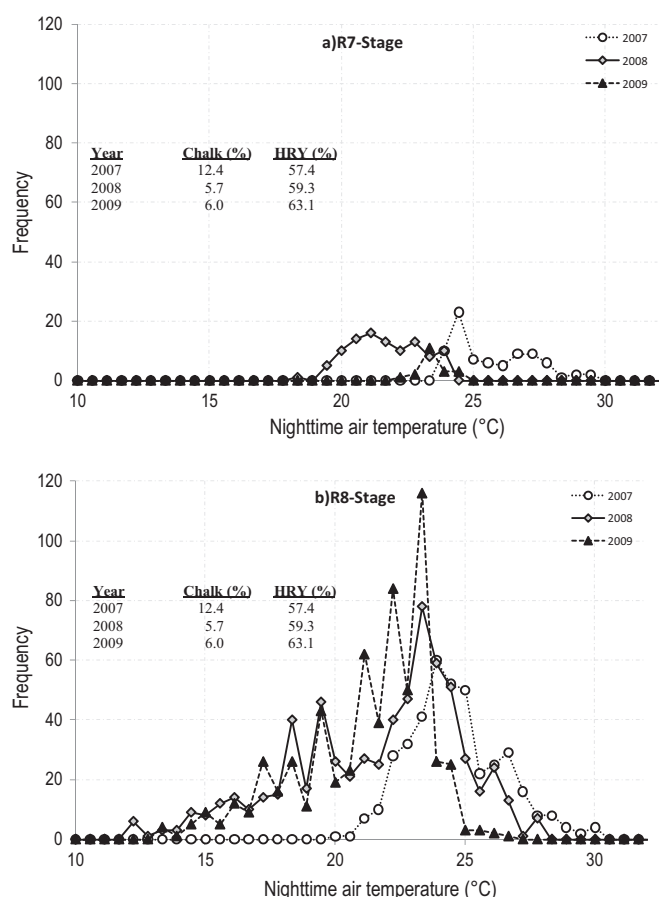 a)R7-Stage
2007
2008
2009
Year Chalk (%) HRY (%)
2007 12.4 57.4
2008 5.7 59.3
2009 6.0 63.1
Frequency
120
100
80
60
40
20
0
10 15 20 25 30
Nighttime air temperature (°C)
b)R8-Stage
2007
2008
2009
Year Chalk (%) HRY (%)
2007 12.4 57.4
2008 5.7 59.3
2009 6.0 63.1
Frequency
120
100
80
60
40
20
0
10 15 20 25 30
Nighttime air temperature (°C)